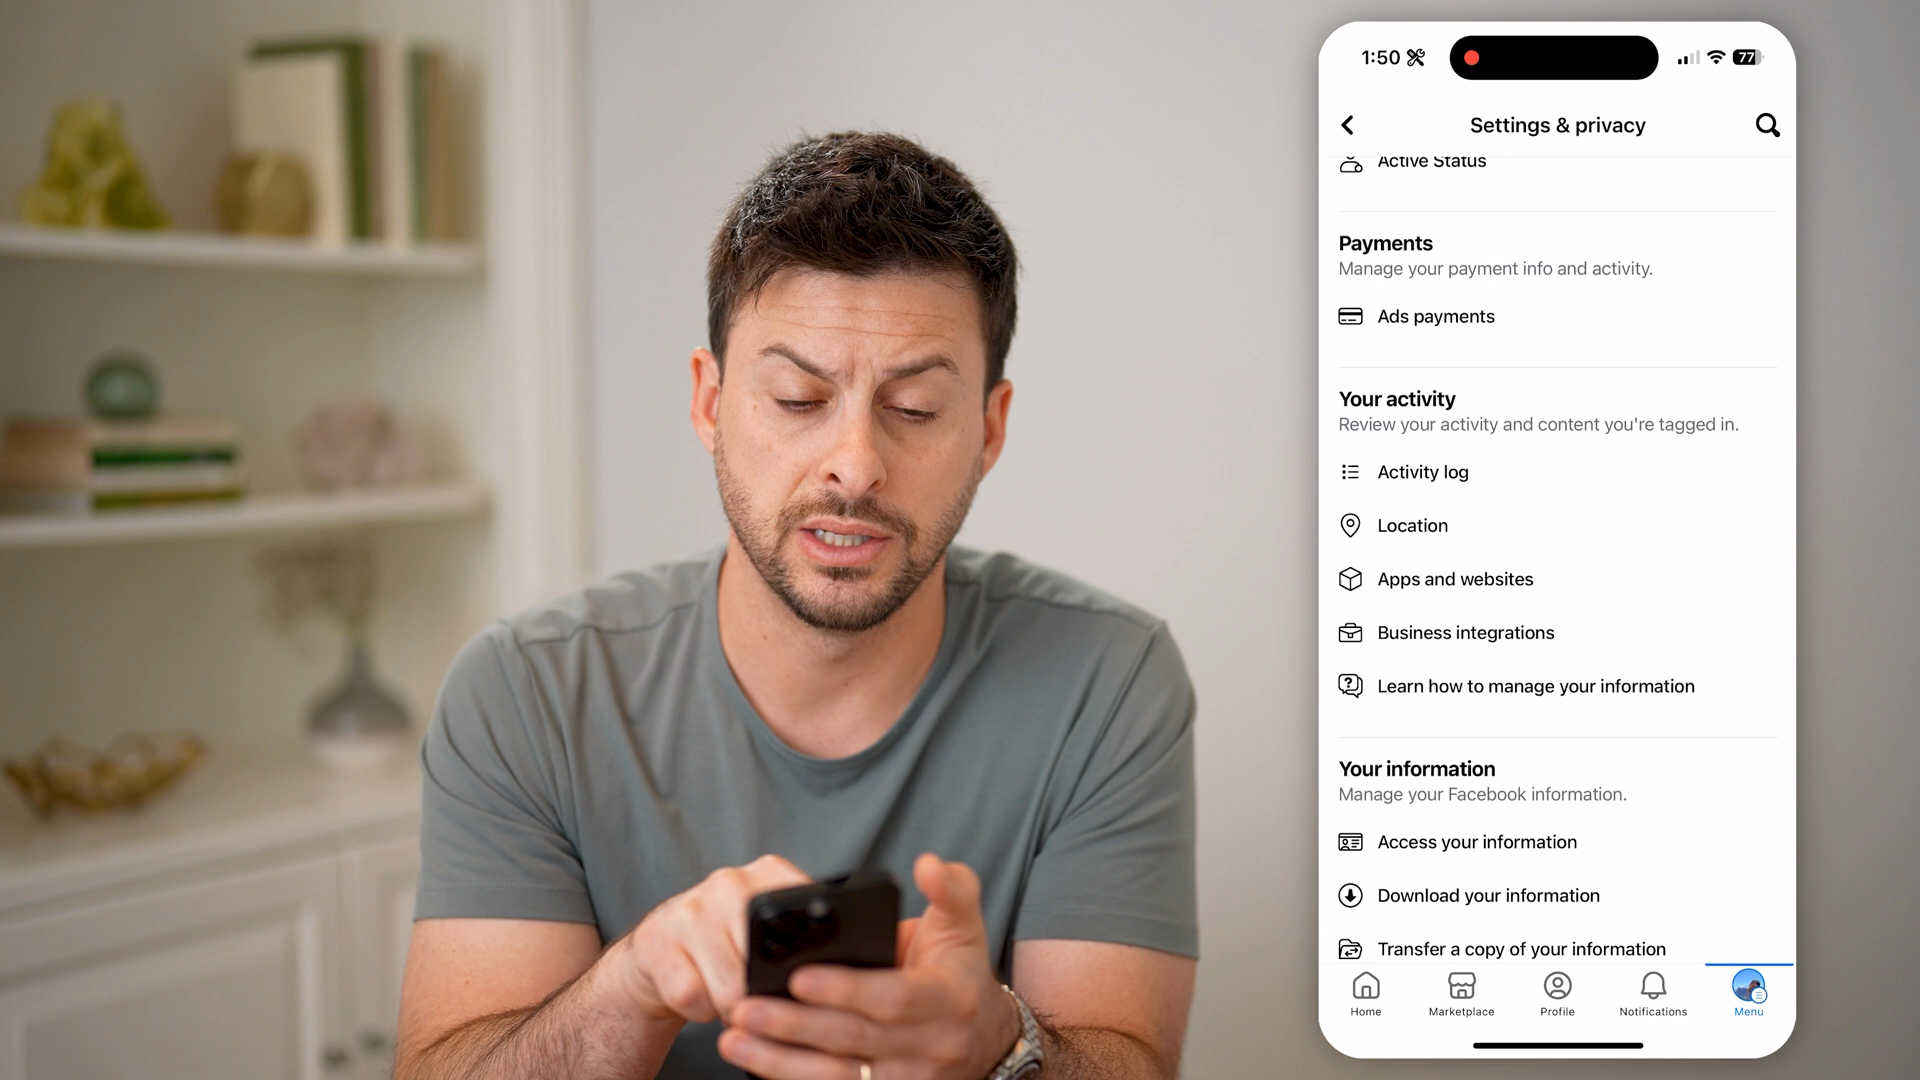 1:50
77
Settings & privacy
Active Status
Payments
Manage your payment info and activity.
Ads payments
Your activity
Review your activity and content you're tagged in.
Activity log
Location
Apps and websites
Business integrations
Learn how to manage your information
Your information
Manage your Facebook information.
Access your information
Download your information
Transfer a copy of your information
Home
Marketplace
Profile
Notifications
Menu